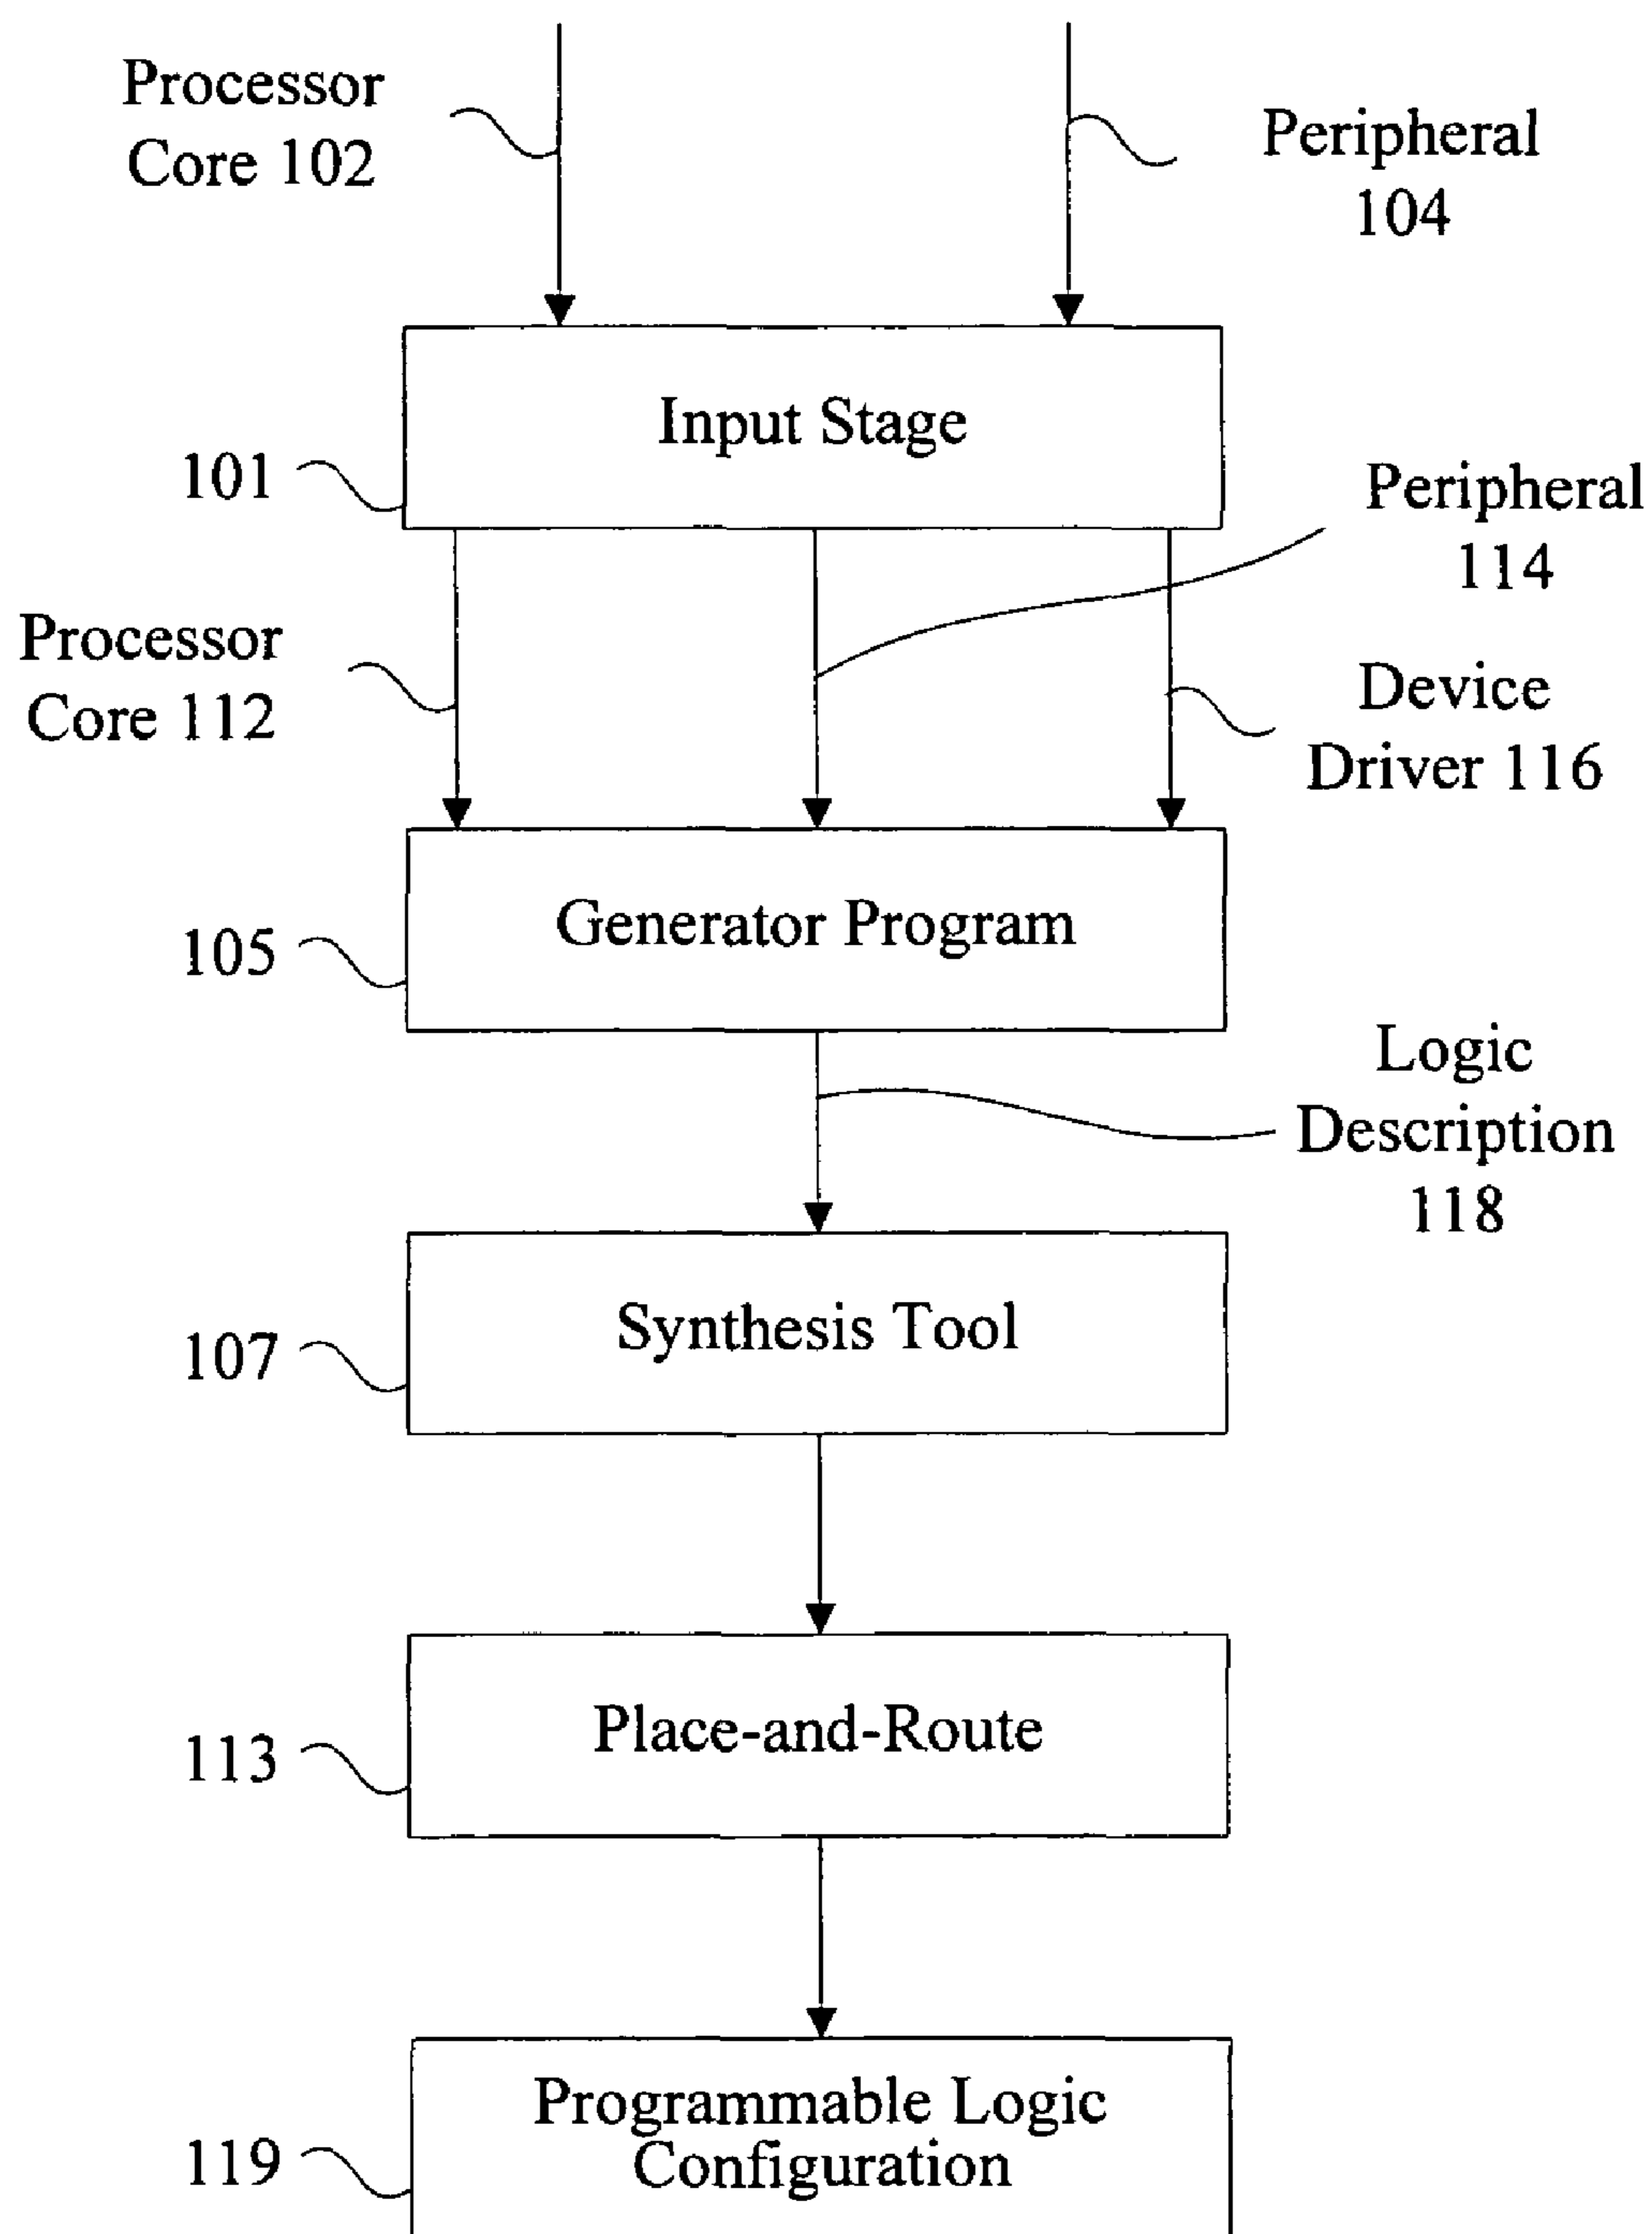 Processor
Core 102
Peripheral
104
Input Stage
101
Peripheral
114
Processor
Core 112
Device
Driver 116
Generator Program
105
Logic
Description
118
Synthesis Tool
107
Place-and-Route
113
Programmable Logic
Configuration
119